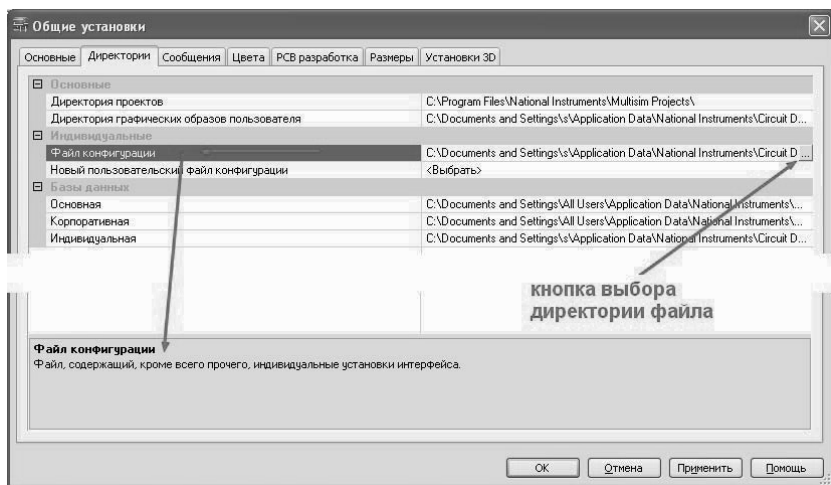 Общие установки
Основные Директории Сообщения Цвета PCB разработка Размеры Установки 3D
Основные
Директория проектов C:\Program Files\National Instruments\Multisim Projects\
Директория графических образов пользователя C:\Documents and Settings\s\Application Data\National Instruments\Circuit D...
Индивидуальные
Файл конфигурации C:\Documents and Settings\s\Application Data\National Instruments\Circuit D ...
Новый пользовательский файл конфигурации <Выбрать>
Базы данных
Основная C:\Documents and Settings\All Users\Application Data\National Instruments\...
Корпоративная C:\Documents and Settings\All Users\Application Data\National Instruments\...
Индивидуальная C:\Documents and Settings\s\Application Data\National Instruments\Circuit D...
кнопка выбора
директории файла
Файл конфигурации
Файл, содержащий, кроме всего прочего, индивидуальные установки интерфейса.
ОК Отмена Применить Помощь